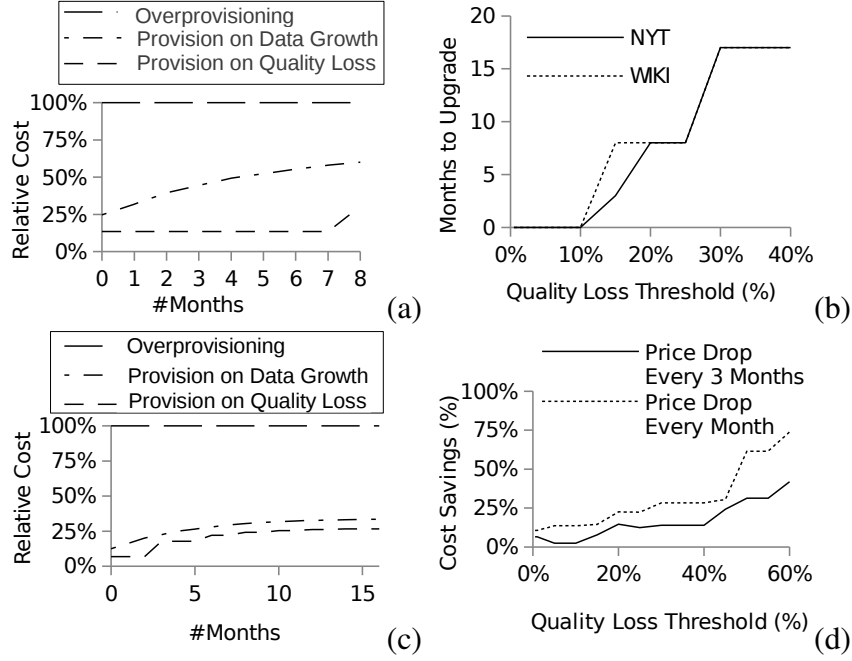 Overprovisioning
Provision on Data Growth
Provision on Quality Loss
100%
75%
50%
25%
0%
Relative Cost
0 1 2 3 4 5 6 7 8
#Months
(a)
NYT
WIKI
20
15
10
5
0
Months to Upgrade
0% 10% 20% 30% 40%
Quality Loss Threshold (%)
(b)
Overprovisioning
Provision on Data Growth
Provision on Quality Loss
100%
75%
50%
25%
0%
Relative Cost
0 5 10 15
#Months
(c)
Price Drop
Every 3 Months
Price Drop
Every Month
100%
75%
50%
25%
0%
Cost Savings (%)
0% 20% 40% 60%
Quality Loss Threshold (%)
(d)